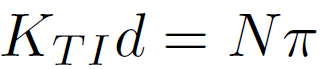 K_{TI}d = Nπ